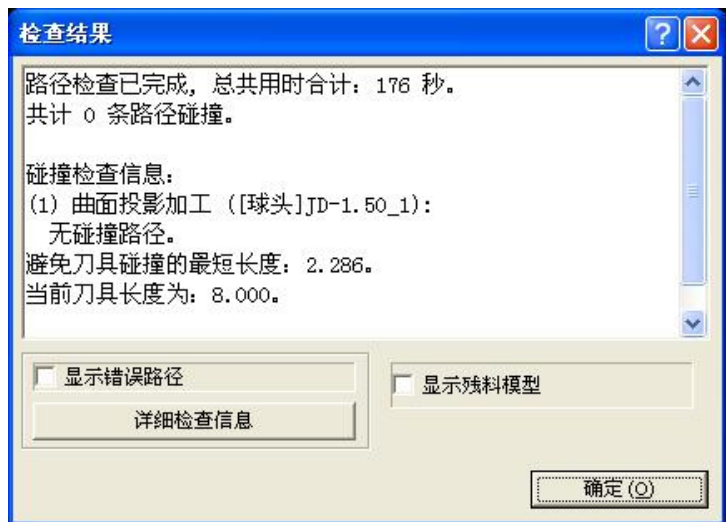 检查结果
路径检查已完成, 总共用时合计: 176 秒。
共计 0 条路径碰撞。
碰撞检查信息:
(1) 曲面投影加工 ([球头]JD-1.50_1):
无碰撞路径。
避免刀具碰撞的最短长度: 2.286。
当前刀具长度为: 8.000。
显示错误路径
显示残料模型
详细检查信息
确定(O)